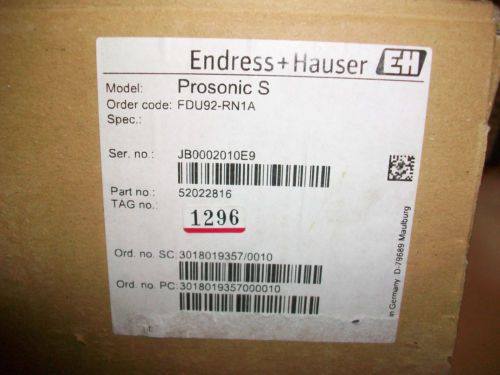 Endress+Hauser EH
Model: Prosonic S
Order code: FDU92-RN1A
Spec.:
Ser. no.: JB0002010E9
Part no.: 52022816
TAG no.:
1296
Ord. no. SC: 3018019357/0010
Ord. no. PC: 3018019357000010
in Germany D-79689 Maulburg